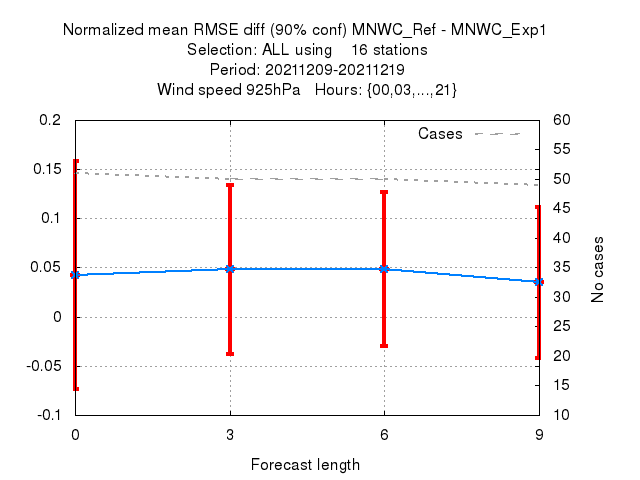 Normalized mean RMSE diff (90% conf) MNWC_Ref - MNWC_Exp1
Selection: ALL using 16 stations
Period: 20211209-20211219
Wind speed 925hPa Hours: {00,03,...,21}
0.2
0.15
0.1
0.05
0
-0.05
-0.1
Cases
60
55
50
45
40
35
30
25
20
15
10
No cases
0 3 6 9
Forecast length